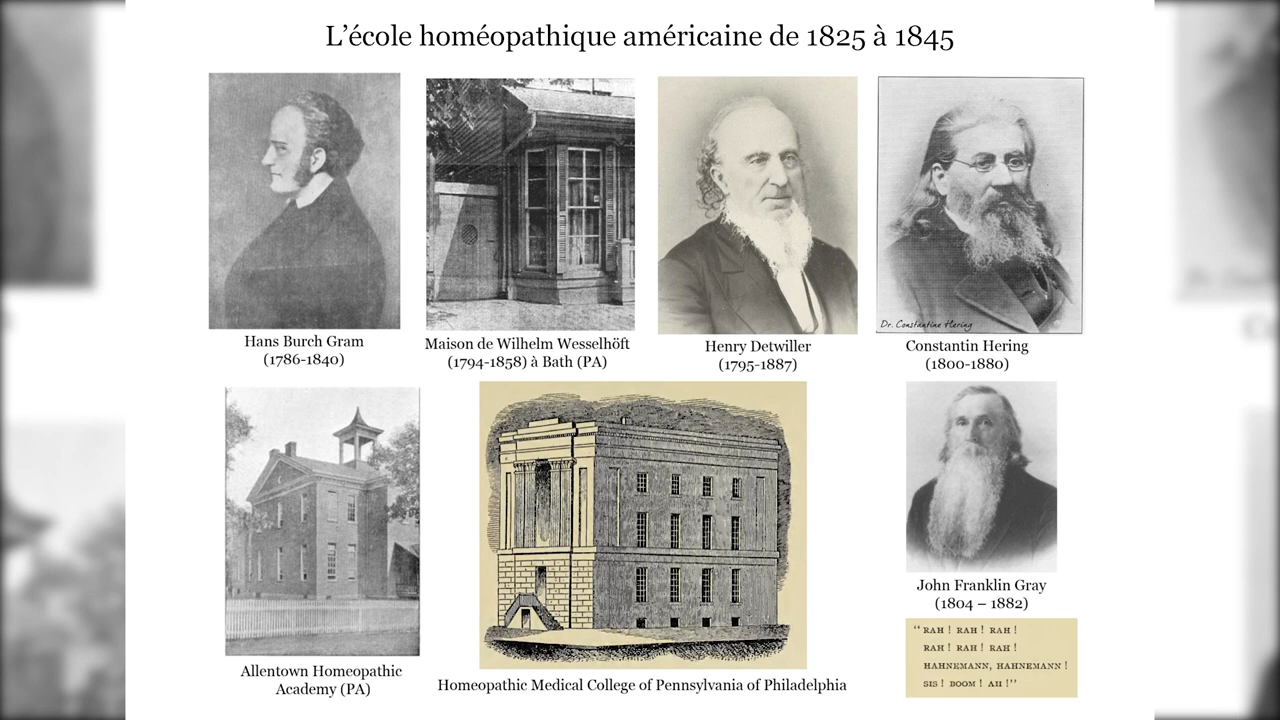 L'école homéopathique américaine de 1825 à 1845
Dr. Constantine Hering
Hans Burch Gram
(1786-1840)
Maison de Wilhelm Wesselhöft
(1794-1858) à Bath (PA)
Henry Detwiller
(1795-1887)
Constantin Hering
(1800-1880)
Allentown Homeopathic
Academy (PA)
Homeopathic Medical College of Pennsylvania of Philadelphia
John Franklin Gray
(1804 – 1882)
“RAH ! RAH ! RAH !
RAH ! RAH ! RAH !
HAHNEMANN, HAHNEMANN !
SIS ! BOOM ! AH !”